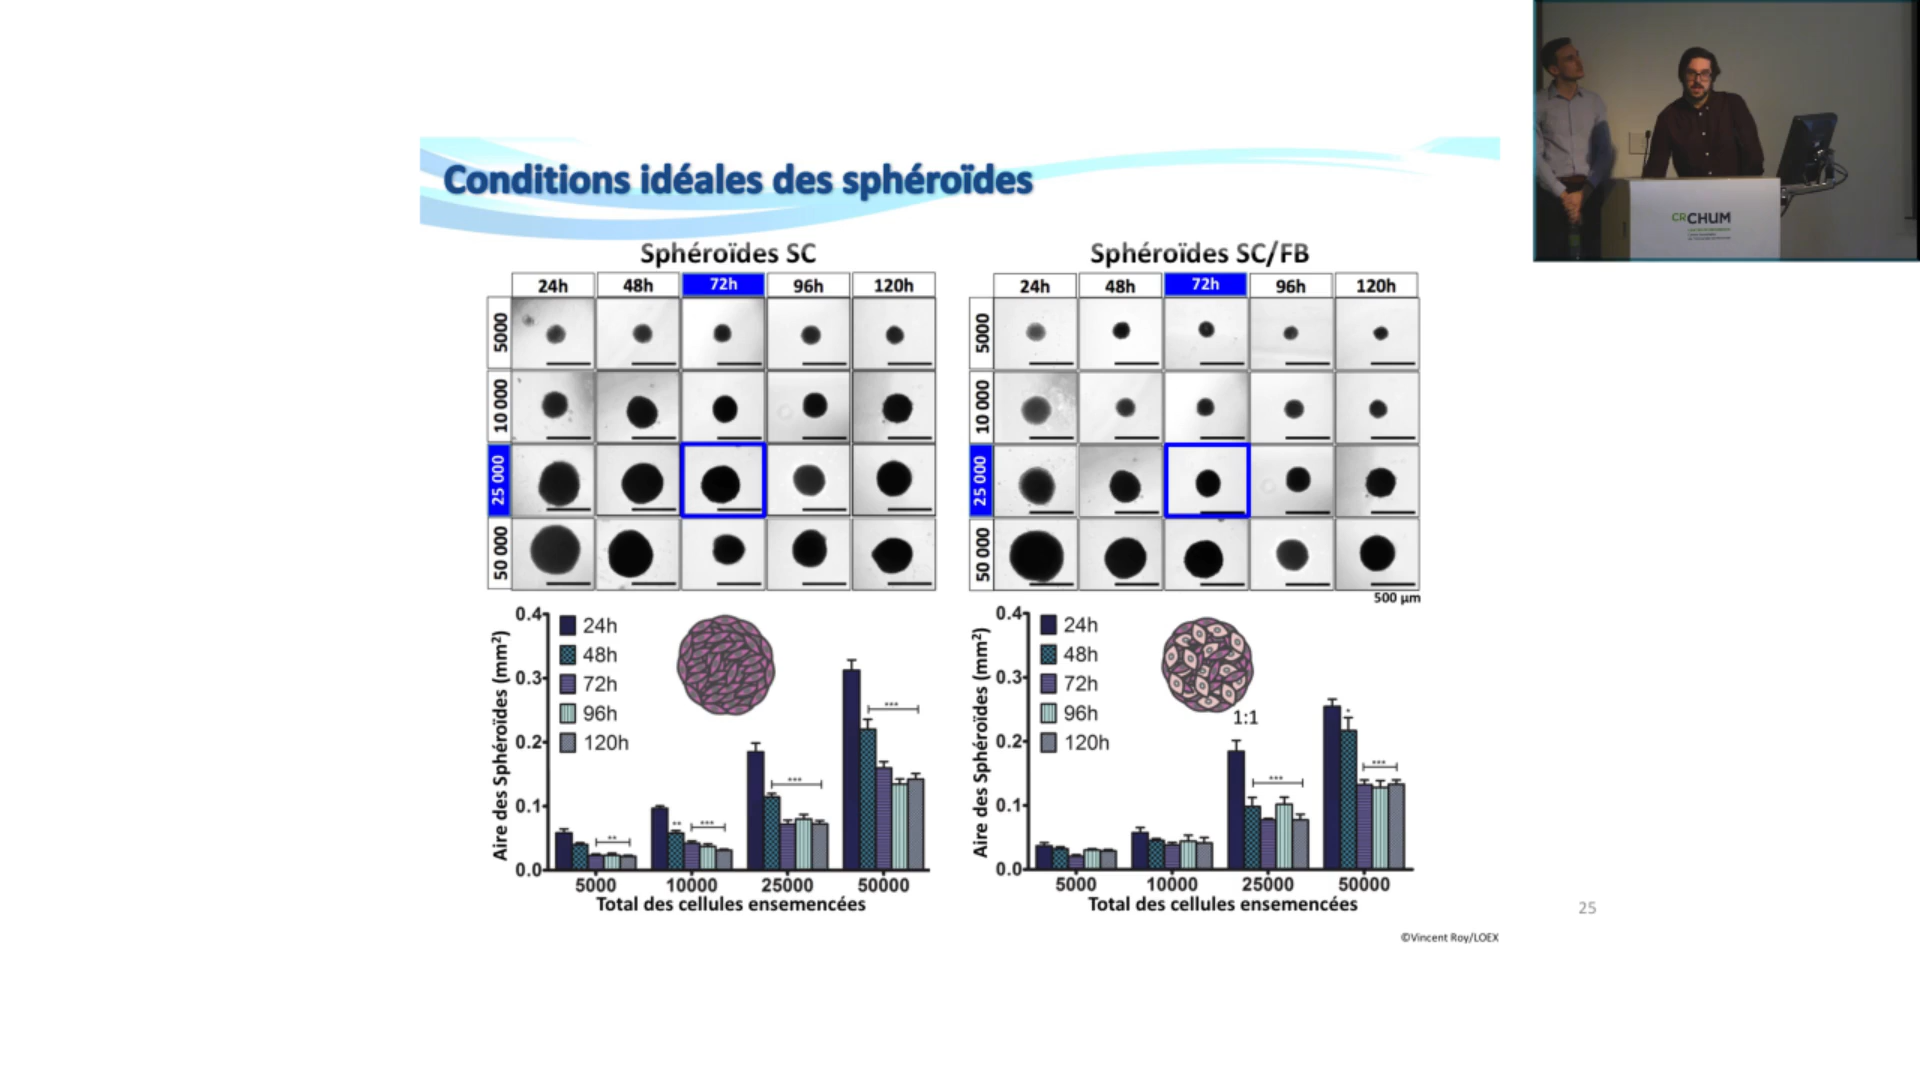 Conditions idéales des sphéroïdes
Sphéroïdes SC
24h 48h 72h 96h 120h
5000
10 000
25 000
50 000
Sphéroïdes SC/FB
24h 48h 72h 96h 120h
5000
10 000
25 000
50 000
500 µm
Aire des Sphéroïdes (mm²)
0.4
0.3
0.2
0.1
0.0
24h
48h
72h
96h
120h
** ** *** *** ***
5000 10000 25000 50000
Total des cellules ensemencées
Aire des Sphéroïdes (mm²)
0.4
0.3
0.2
0.1
0.0
24h
48h
72h
96h
120h
1:1
*** * ***
5000 10000 25000 50000
Total des cellules ensemencées
25
©Vincent Roy/LOEX
CRCHUM